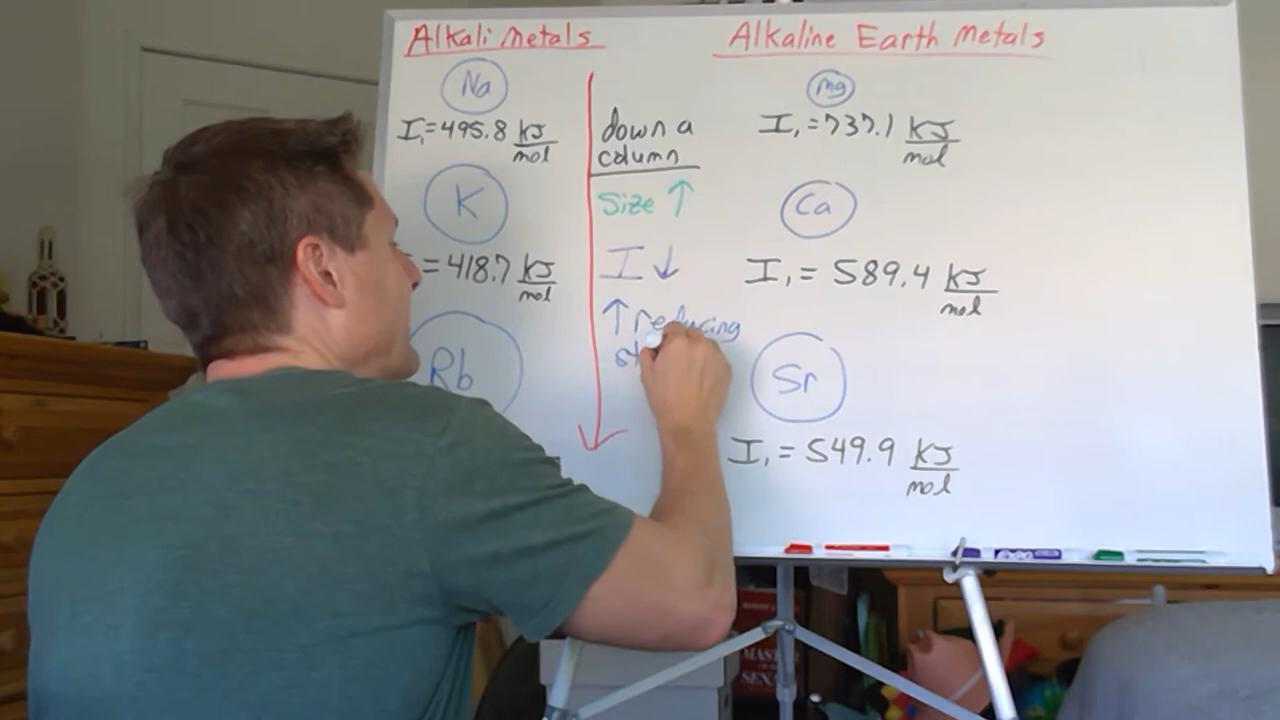 Alkali Metals
Na
I₁=495.8 kJ/mol
K
=418.7 kJ/mol
Rb
down a
column
Size ↑
I ↓
↑ reducing
st
Alkaline Earth Metals
Mg
I₁=737.1 kJ/mol
Ca
I₁= 589.4 kJ/mol
Sr
I₁= 549.9 kJ/mol
EXPO